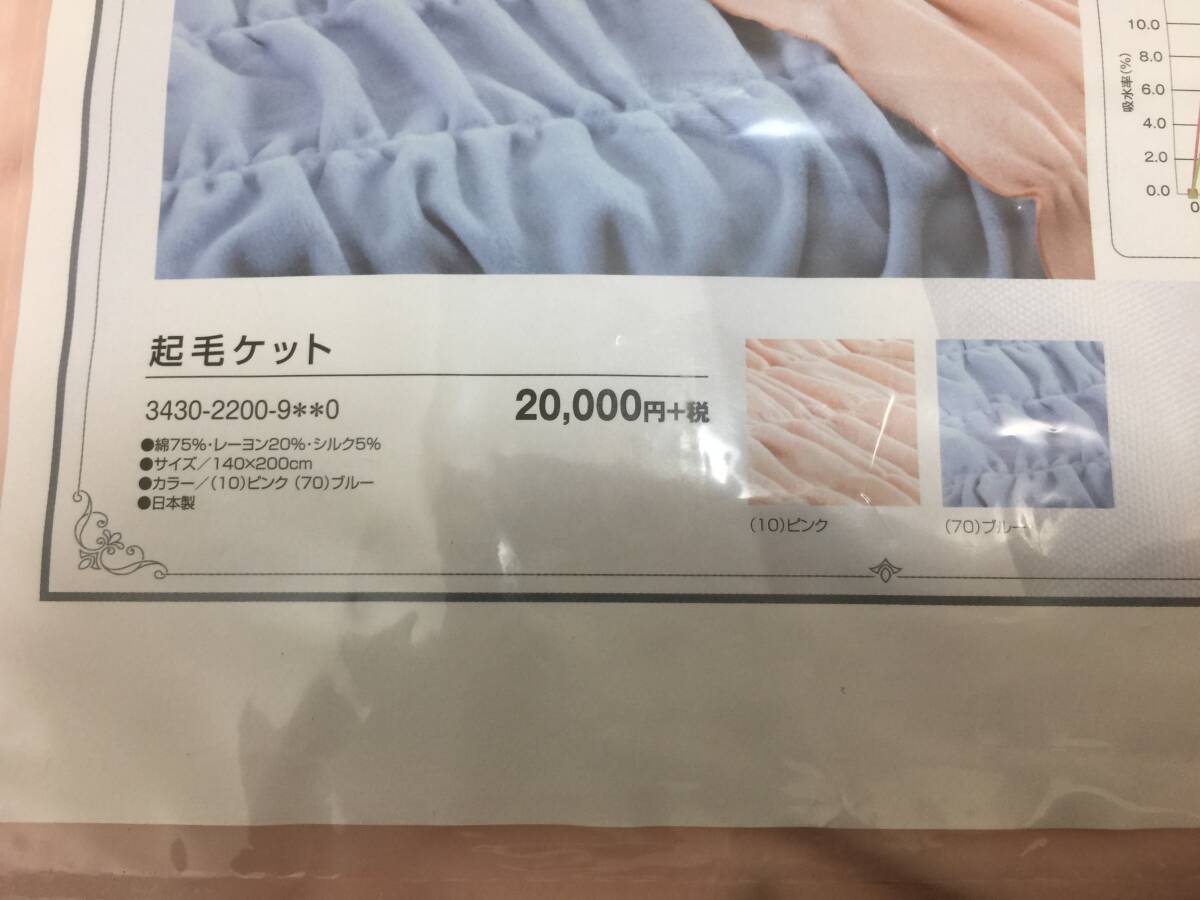 10.0
8.0
6.0
4.0
2.0
0.0
吸水率(%)
0
起毛ケット
3430-2200-9**0
20,000円+税
●綿75%・レーヨン20%・シルク5%
●サイズ/140×200cm
●カラー/(10)ピンク (70)ブルー
●日本製
(10)ピンク
(70)ブルー